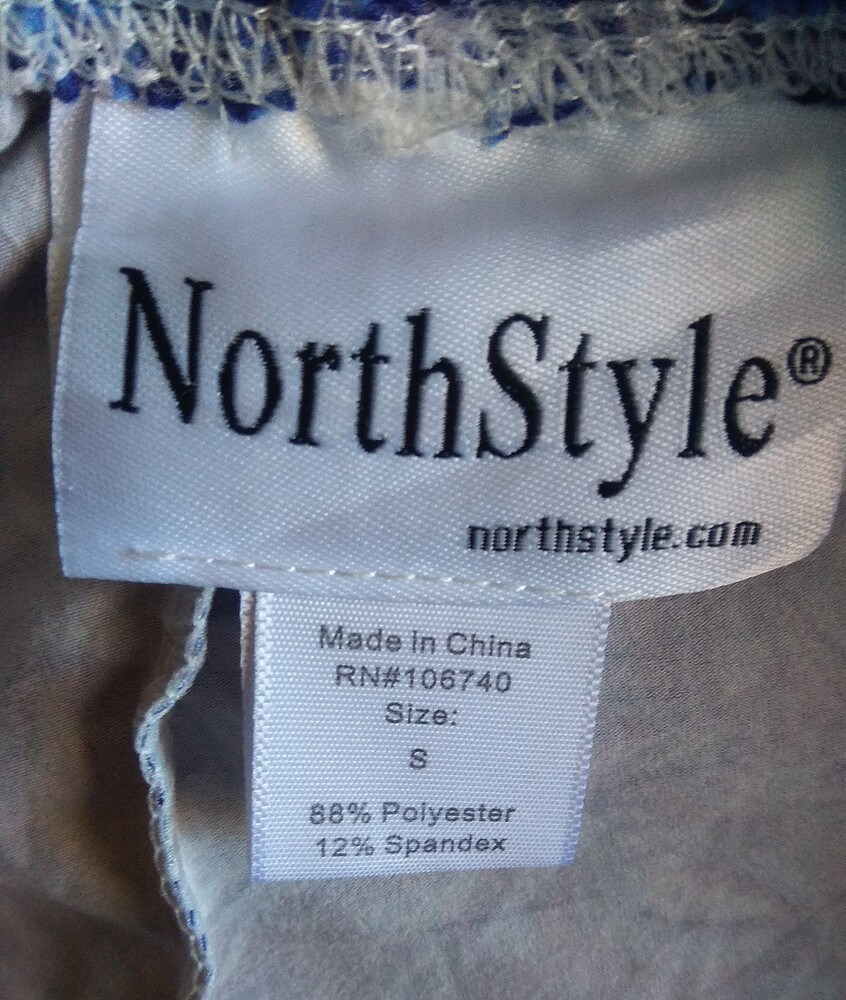 NorthStyle®
northstyle.com
Made in China
RN#106740
Size:
S
88% Polyester
12% Spandex